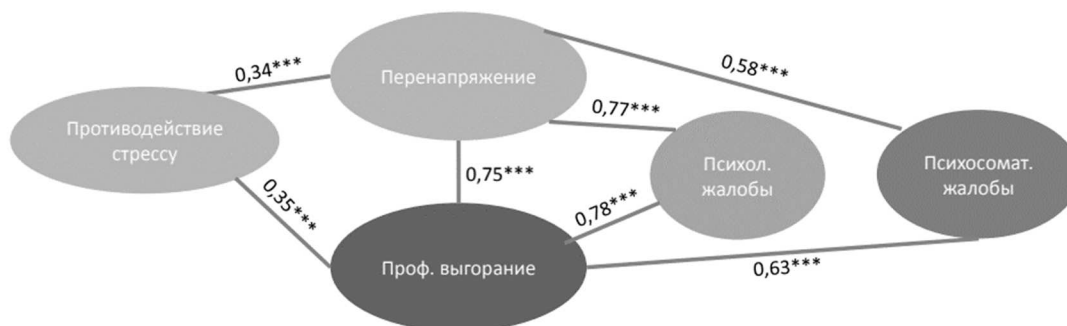 0,34***
Перенапряжение
0,58***
0,77***
Противодействие
стрессу
Психол.
жалобы
Психосомат.
жалобы
0,75***
0,78***
0,35***
Проф. выгорание
0,63***